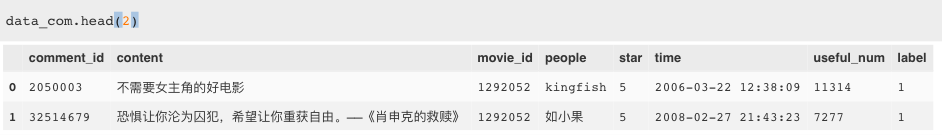 data_com.head(2)
comment_id content movie_id people star time useful_num label
0 2050003 不需要女主角的好电影 1292052 kingfish 5 2006-03-22 12:38:09 11314 1
1 32514679 恐惧让你沦为囚犯，希望让你重获自由。——《肖申克的救赎》 1292052 如小果 5 2008-02-27 21:43:23 7277 1